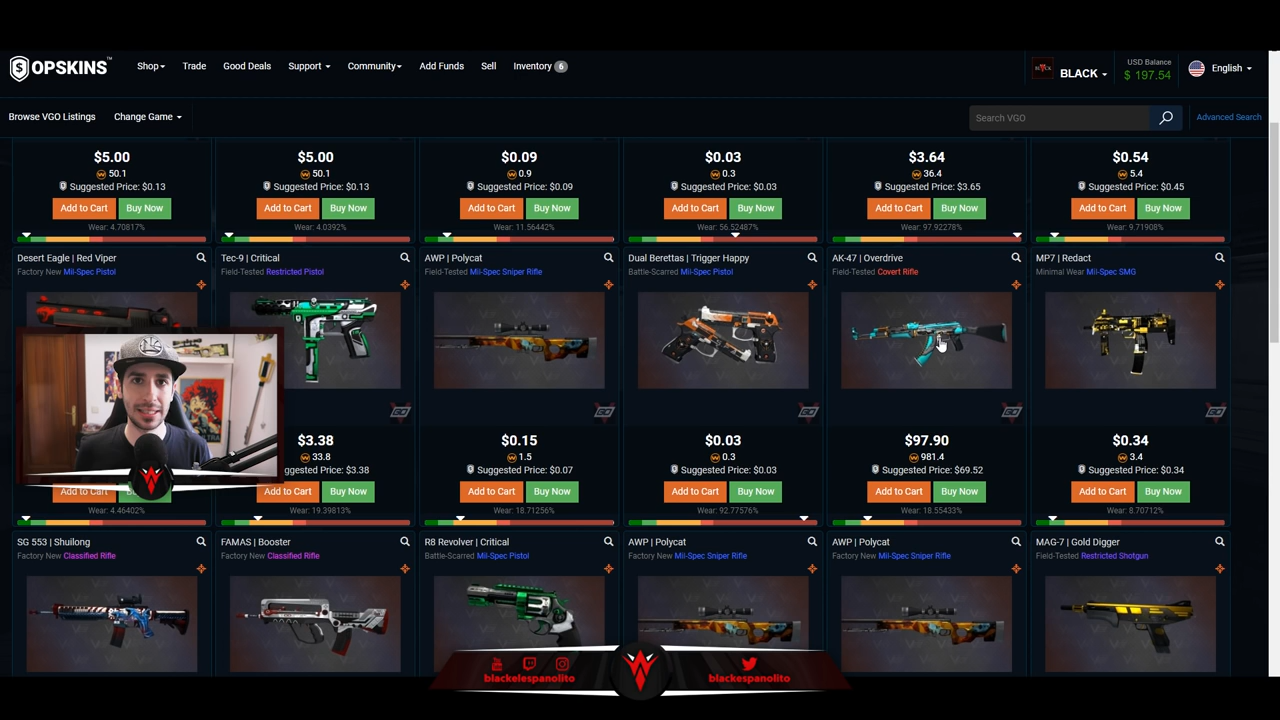 OPSKINS™
Shop
Trade
Good Deals
Support
Community
Add Funds
Sell
Inventory 6
BLACK
USD Balance
$ 197.54
English
Browse VGO Listings
Change Game
Search VGO
Advanced Search
$5.00
50.1
Suggested Price: $0.13
Add to Cart Buy Now
Wear: 4.70817%
$5.00
50.1
Suggested Price: $0.13
Add to Cart Buy Now
Wear: 4.0392%
$0.09
0.9
Suggested Price: $0.09
Add to Cart Buy Now
Wear: 11.56442%
$0.03
0.3
Suggested Price: $0.03
Add to Cart Buy Now
Wear: 56.52487%
$3.64
36.4
Suggested Price: $3.65
Add to Cart Buy Now
Wear: 97.92278%
$0.54
5.4
Suggested Price: $0.45
Add to Cart Buy Now
Wear: 9.71908%
Desert Eagle | Red Viper
Factory New Mil-Spec Pistol
Add to Cart
Wear: 4.46402%
Tec-9 | Critical
Field-Tested Restricted Pistol
$3.38
33.8
ggested Price: $3.38
Add to Cart Buy Now
Wear: 19.39813%
AWP | Polycat
Field-Tested Mil-Spec Sniper Rifle
$0.15
1.5
Suggested Price: $0.07
Add to Cart Buy Now
Wear: 18.71256%
Dual Berettas | Trigger Happy
Battle-Scarred Mil-Spec Pistol
$0.03
0.3
Suggested Price: $0.03
Add to Cart Buy Now
Wear: 92.77576%
AK-47 | Overdrive
Field-Tested Covert Rifle
$97.90
981.4
Suggested Price: $69.52
Add to Cart Buy Now
Wear: 18.55433%
MP7 | Redact
Minimal Wear Mil-Spec SMG
$0.34
3.4
Suggested Price: $0.34
Add to Cart Buy Now
Wear: 8.70712%
SG 553 | Shuilong
Factory New Classified Rifle
FAMAS | Booster
Factory New Classified Rifle
R8 Revolver | Critical
Battle-Scarred Mil-Spec Pistol
AWP | Polycat
Factory New Mil-Spec Sniper Rifle
AWP | Polycat
Factory New Mil-Spec Sniper Rifle
MAG-7 | Gold Digger
Field-Tested Restricted Shotgun
blackelespanolito
blackespanolito